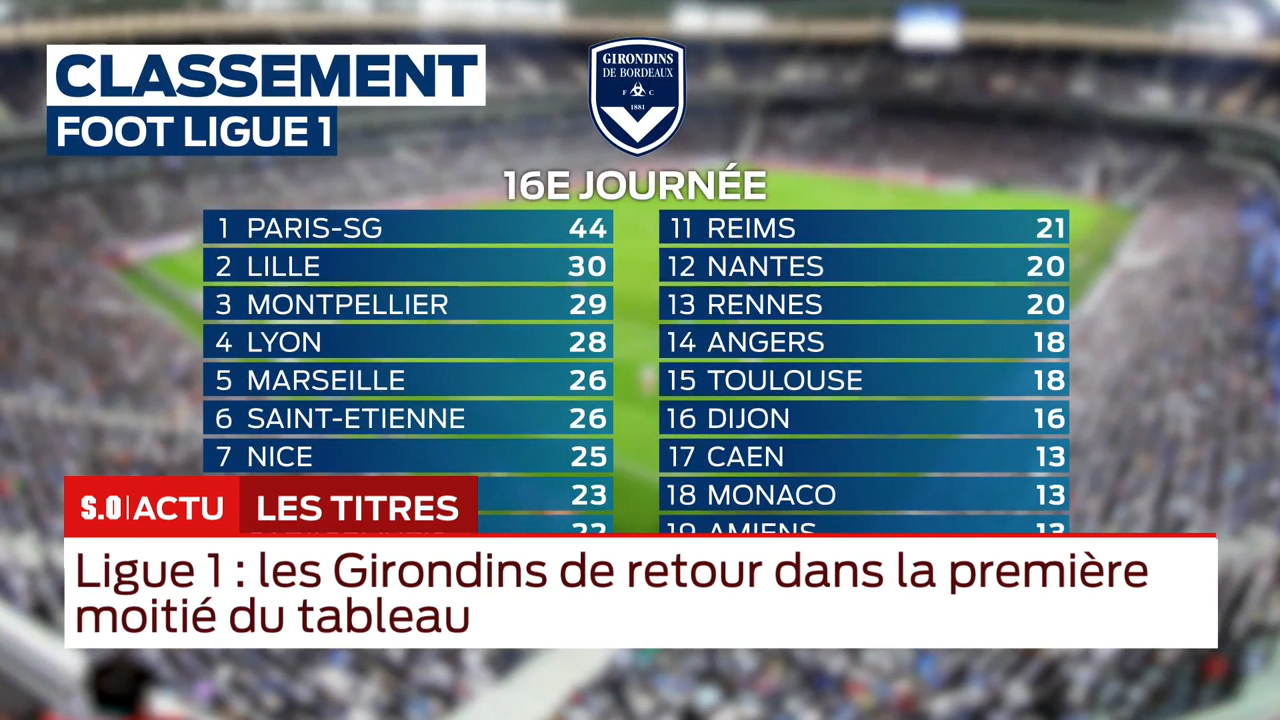 CLASSEMENT
FOOT LIGUE 1
GIRONDINS
DE BORDEAUX
F C
1881
16E JOURNÉE
1 PARIS-SG 44
2 LILLE 30
3 MONTPELLIER 29
4 LYON 28
5 MARSEILLE 26
6 SAINT-ETIENNE 26
7 NICE 25
23
11 REIMS 21
12 NANTES 20
13 RENNES 20
14 ANGERS 18
15 TOULOUSE 18
16 DIJON 16
17 CAEN 13
18 MONACO 13
19 AMIENS 13
S.O|ACTU LES TITRES
Ligue 1 : les Girondins de retour dans la première
moitié du tableau